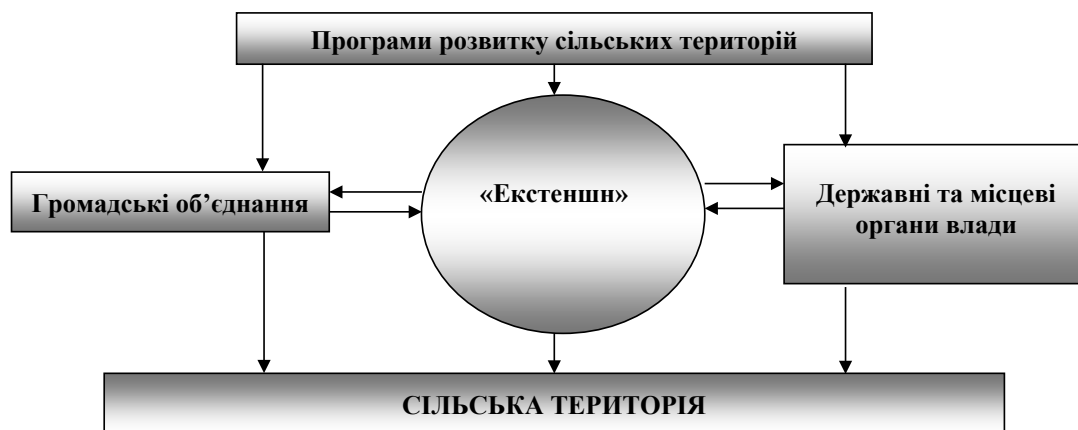 Програми розвитку сільських територій
«Екстеншн»
Громадські об’єднання
Державні та місцеві
органи влади
СІЛЬСЬКА ТЕРИТОРІЯ